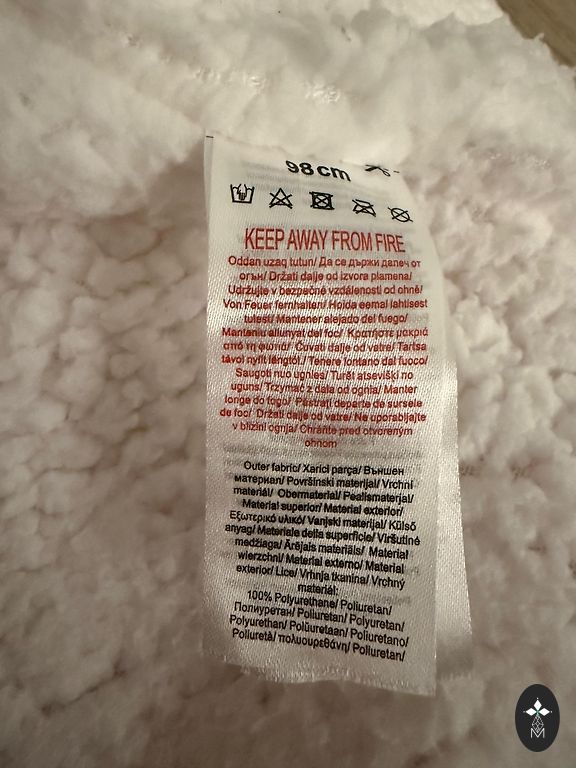 98cm
KEEP AWAY FROM FIRE
Oddan uzaq tutun/ Да се държи далеч от
огън/ Držati dalje od izvora plamena/
Udržujte v bezpečné vzdálenosti od ohně/
Von Feuer fernhalten/ Hoida eemal lahtisest
tulest/ Mantener alejado del fuego/
Manteniu allunyat del foc/ Κρατήστε μακριά
από τη φωτιά/ Čuvati dalje od vatre/ Tartsa
távol nyílt lángtól./ Tenere lontano dal fuoco/
Saugoti nuo ugnies/ Turēt atsevišķi no
uguns/ Trzymać z dala od ognia/ Manter
longe do fogo/ Păstrați departe de sursele
de foc/ Držati dalje od vatre/ Ne uporabljajte
v bližini ognja/ Chráňte pred otvoreným
ohňom
Outer fabric/ Xarici parça/ Външен
материал/ Površinski materijal/ Vrchní
materiál/ Obermaterial/ Pealismaterjal/
Material superior/ Material exterior/
Εξωτερικό υλικό/ Vanjski materijal/ Külső
anyag/ Materiale della superficie/ Viršutinė
medžiaga/ Ārējais materiāls/ Material
wierzchni/ Material externo/ Material
exterior/ Lice/ Vrhnja tkanina/ Vrchný
materiál:
100% Polyurethane/ Poliuretan/
Полиуретан/ Poliuretan/ Polyuretan/
Polyurethan/ Polüuretaan/ Poliuretano/
Poliuretà/ πολυουρεθάνη/ Poliuretan/
M